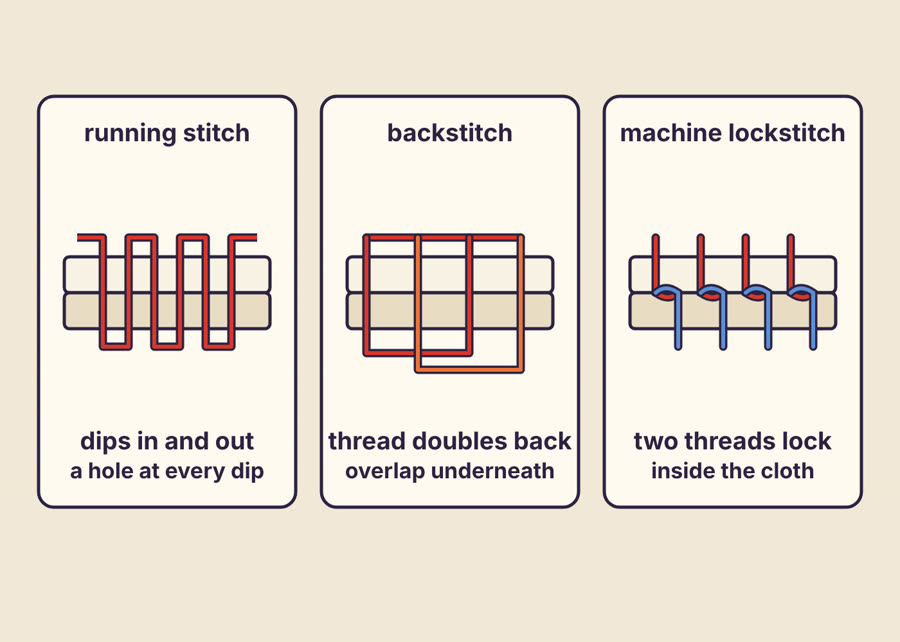 running stitch
dips in and out
a hole at every dip
backstitch
thread doubles back
overlap underneath
machine lockstitch
two threads lock
inside the cloth